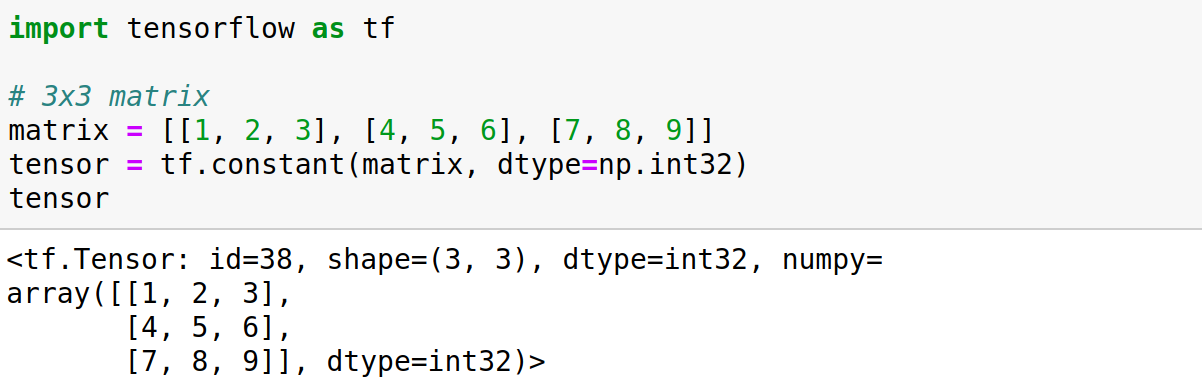 import tensorflow as tf
# 3x3 matrix
matrix = [[1, 2, 3], [4, 5, 6], [7, 8, 9]]
tensor = tf.constant(matrix, dtype=np.int32)
tensor
<tf.Tensor: id=38, shape=(3, 3), dtype=int32, numpy=
array([[1, 2, 3],
       [4, 5, 6],
       [7, 8, 9]], dtype=int32)>